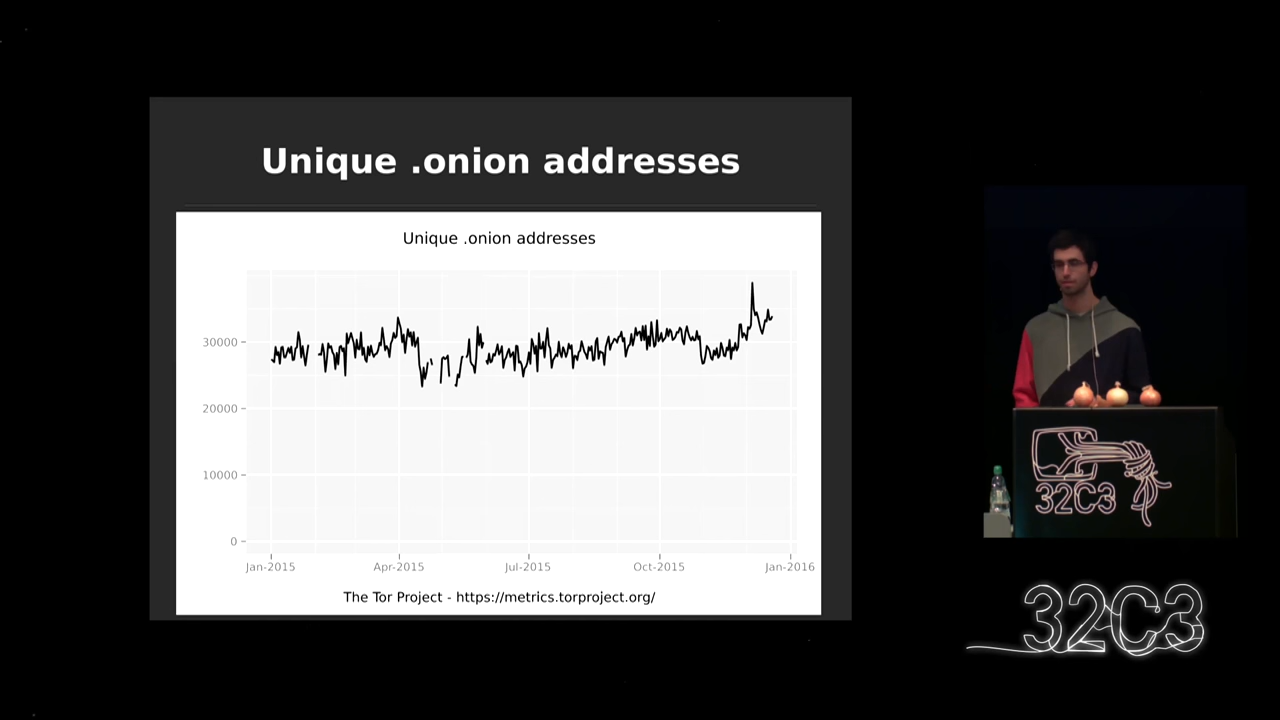 Unique .onion addresses
Unique .onion addresses
30000
20000
10000
0
Jan-2015 Apr-2015 Jul-2015 Oct-2015 Jan-2016
The Tor Project - https://metrics.torproject.org/
32C3
32C3